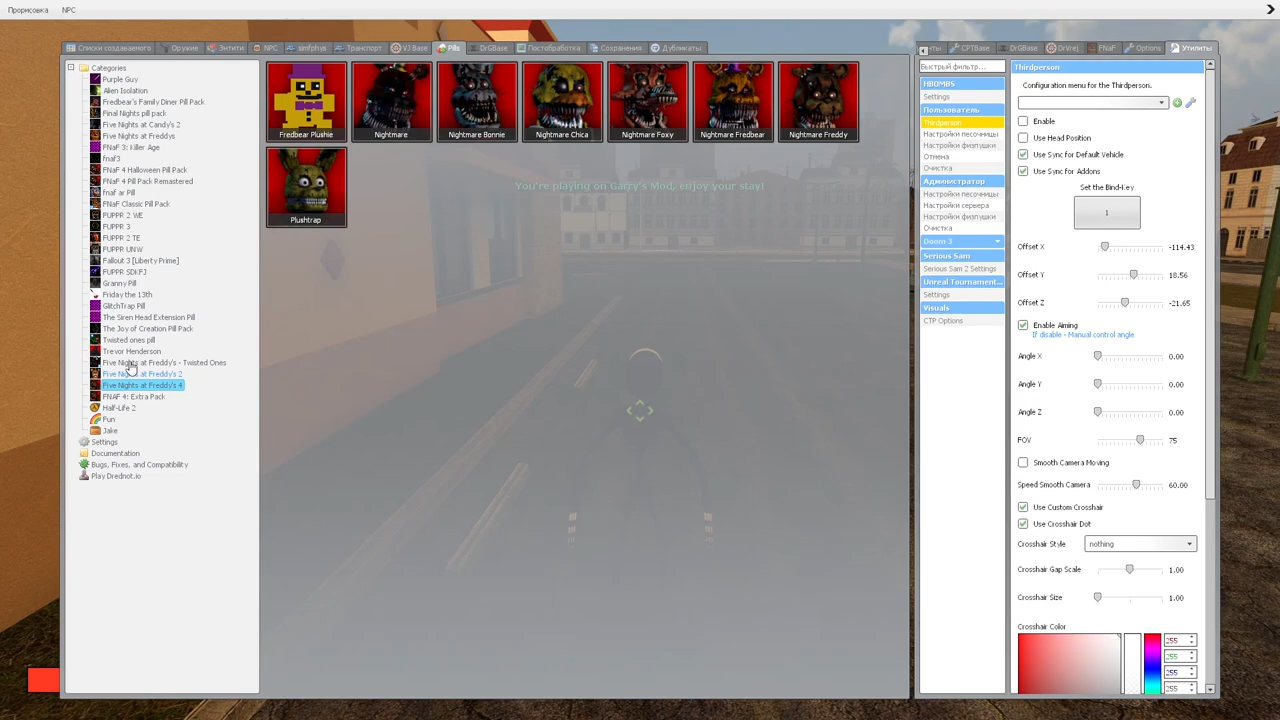 Прорисовка NPC
Списки создаваемого Оружие Энтити NPC simfphys Транспорт VJ Base Pills DrGBase Постобработка Сохранения Дубликаты
Categories
Purple Guy
Alien Isolation
Fredbear's Family Diner Pill Pack
Final Nights pill pack
Five Nights at Candy's 2
Five Nights at Freddys
FNaF 3: Killer Age
fnaf3
FNAF 4 Halloween Pill Pack
FNAF 4 Pill Pack Remastered
fnaf ar Pill
FNaF Classic Pill Pack
FUPPR 2 WE
FUPPR 3
FUPPR 2 TE
FUPPR UNW
Fallout 3 [Liberty Prime]
FUPPR SDKFJ
Granny Pill
Friday the 13th
GlitchTrap Pill
The Siren Head Extension Pill
The Joy of Creation Pill Pack
Twisted ones pill
Trevor Henderson
Five Nights at Freddy's - Twisted Ones
Five Nights at Freddy's 2
Five Nights at Freddy's 4
FNAF 4: Extra Pack
Half-Life 2
Fun
Jake
Settings
Documentation
Bugs, Fixes, and Compatibility
Play Drednot.io
Fredbear Plushie Nightmare Nightmare Bonnie Nightmare Chica Nightmare Foxy Nightmare Fredbear Nightmare Freddy
Plushtrap
You're playing on Garry's Mod, enjoy your stay!
CPTBase DrGBase DrVrej FNaF Options Утилиты
Быстрый фильтр...
HBDMBS
Settings
Пользователь
Thirdperson
Настройки песочницы
Настройки физпушки
Отмена
Очистка
Администратор
Настройки песочницы
Настройки сервера
Настройки физпушки
Очистка
Doom 3
Serious Sam
Serious Sam 2 Settings
Unreal Tournament...
Settings
Visuals
CTP Options
Thirdperson
Configuration menu for the Thirdperson.
Enable
Use Head Position
Use Sync for Default Vehicle
Use Sync for Addons
Set the Bind-Key
1
Offset X -114.43
Offset Y 18.56
Offset Z -21.65
Enable Aiming
If disable - Manual control angle
Angle X 0.00
Angle Y 0.00
Angle Z 0.00
FOV 75
Smooth Camera Moving
Speed Smooth Camera 60.00
Use Custom Crosshair
Use Crosshair Dot
Crosshair Style nothing
Crosshair Gap Scale 1.00
Crosshair Size 1.00
Crosshair Color
255
255
255
255